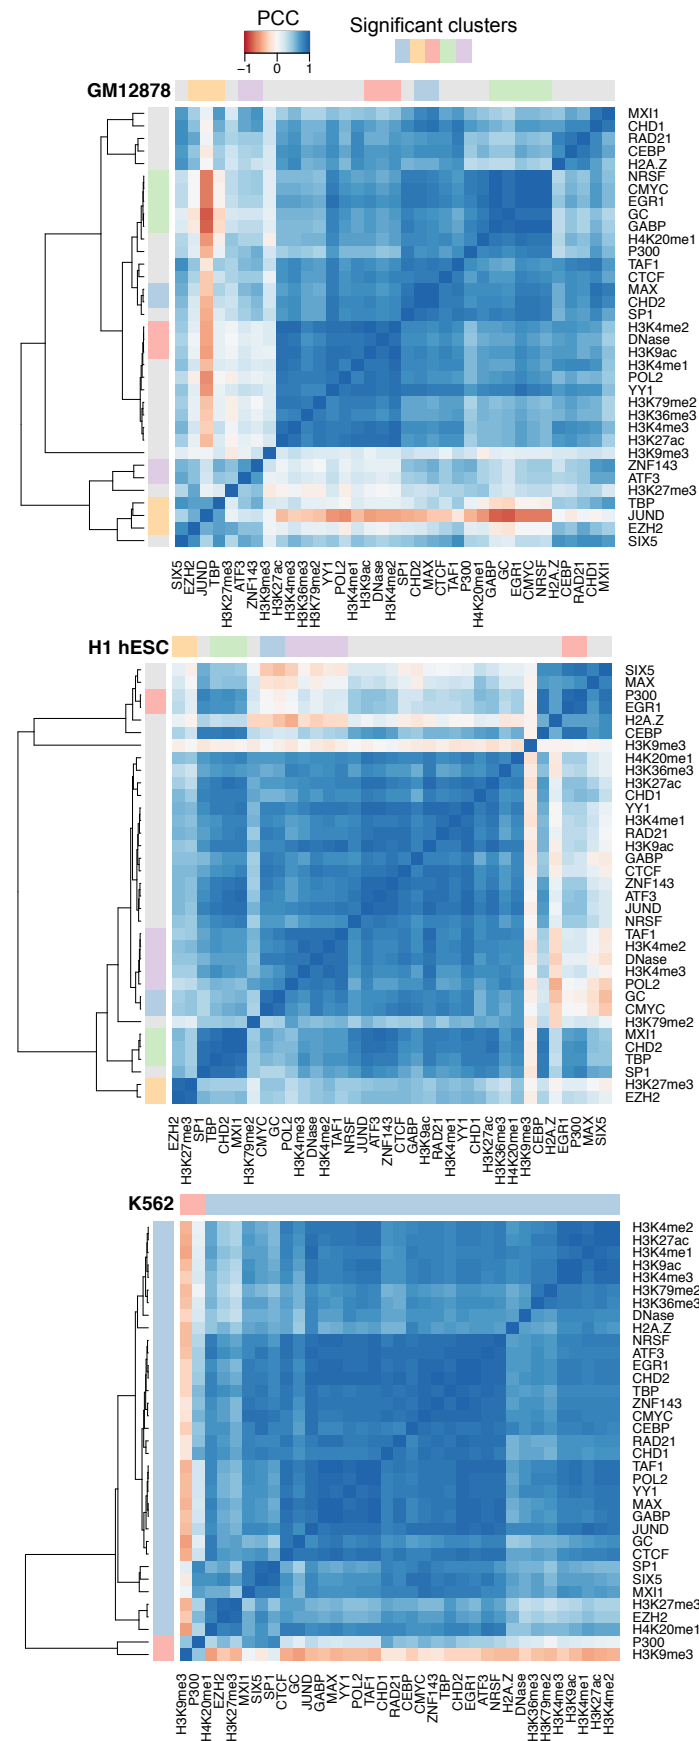 PCC
Significant clusters
−1 0 1
GM12878
MXI1
CHD1
RAD21
CEBP
H2A.Z
NRSF
CMYC
EGR1
GC
GABP
H4K20me1
P300
TAF1
CTCF
MAX
CHD2
SP1
H3K4me2
DNase
H3K9ac
H3K4me1
POL2
YY1
H3K79me2
H3K36me3
H3K4me3
H3K27ac
H3K9me3
ZNF143
ATF3
H3K27me3
TBP
JUND
EZH2
SIX5
SIX5
EZH2
JUND
TBP
H3K27me3
ATF3
ZNF143
H3K9me3
H3K27ac
H3K4me3
H3K36me3
H3K79me2
YY1
POL2
H3K4me1
H3K9ac
DNase
H3K4me2
SP1
CHD2
MAX
CTCF
TAF1
P300
H4K20me1
GABP
GC
EGR1
CMYC
NRSF
H2A.Z
CEBP
RAD21
CHD1
MXI1
H1 hESC
SIX5
MAX
P300
EGR1
H2A.Z
CEBP
H3K9me3
H4K20me1
H3K36me3
H3K27ac
CHD1
YY1
H3K4me1
RAD21
H3K9ac
GABP
CTCF
ZNF143
ATF3
JUND
NRSF
TAF1
H3K4me2
DNase
H3K4me3
POL2
GC
CMYC
H3K79me2
MXI1
CHD2
TBP
SP1
H3K27me3
EZH2
EZH2
H3K27me3
SP1
TBP
CHD2
MXI1
H3K79me2
CMYC
GC
POL2
H3K4me3
DNase
H3K4me2
TAF1
NRSF
JUND
ATF3
ZNF143
CTCF
GABP
H3K9ac
RAD21
H3K4me1
YY1
CHD1
H3K27ac
H3K36me3
H4K20me1
H3K9me3
CEBP
H2A.Z
EGR1
P300
MAX
SIX5
K562
H3K4me2
H3K27ac
H3K4me1
H3K9ac
H3K4me3
H3K79me2
H3K36me3
DNase
H2A.Z
NRSF
ATF3
EGR1
CHD2
TBP
ZNF143
CMYC
CEBP
RAD21
CHD1
TAF1
POL2
YY1
MAX
GABP
JUND
GC
CTCF
SP1
SIX5
MXI1
H3K27me3
EZH2
H4K20me1
P300
H3K9me3
H3K9me3
P300
H4K20me1
EZH2
H3K27me3
MXI1
SIX5
SP1
CTCF
GC
JUND
GABP
MAX
YY1
POL2
TAF1
CHD1
RAD21
CEBP
CMYC
ZNF143
TBP
CHD2
EGR1
ATF3
NRSF
H2A.Z
DNase
H3K36me3
H3K79me2
H3K4me3
H3K9ac
H3K4me1
H3K27ac
H3K4me2